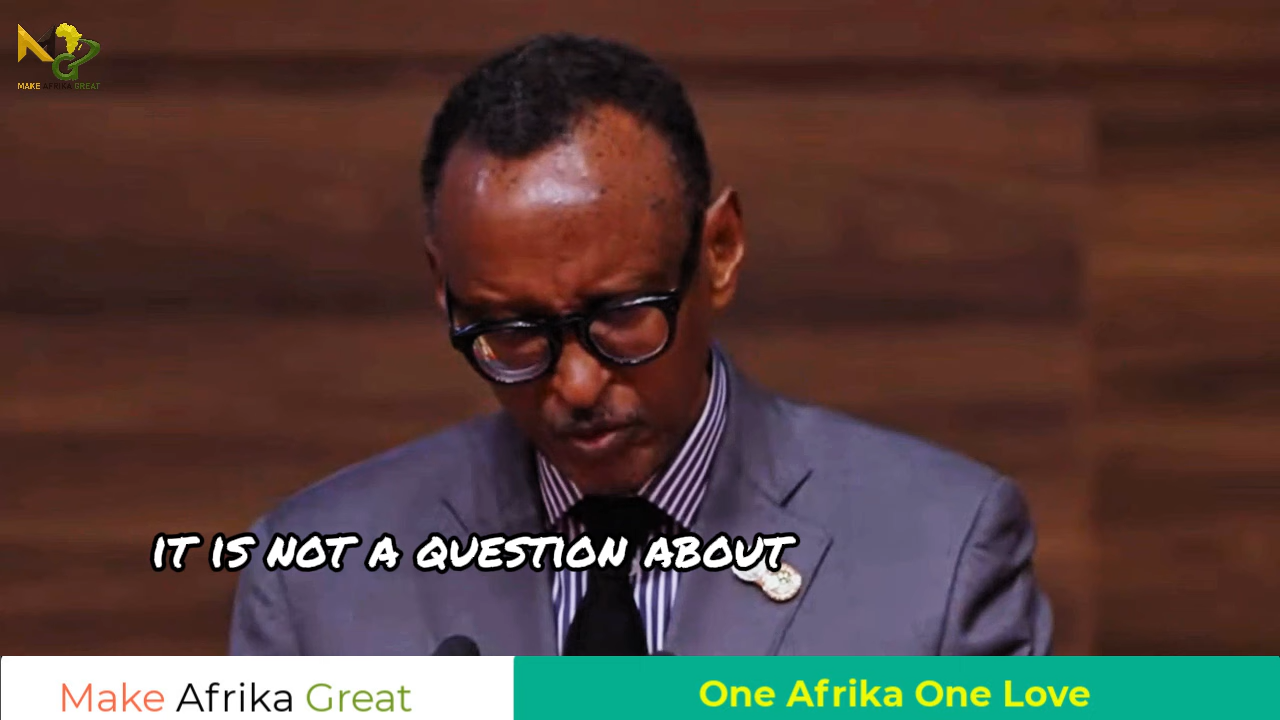 MAKE AFRIKA GREAT
IT IS NOT A QUESTION ABOUT
Make Afrika Great
One Afrika One Love